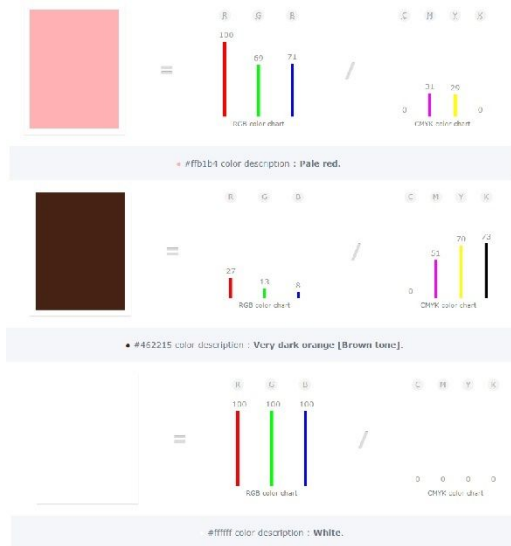 R G B C M Y K
100
69 71
31 29
0 0
RGB color chart CMYK color chart
#ffb1b4 color description : Pale red.
R G B C M Y K
27 13 8
0 51 70 73
RGB color chart CMYK color chart
#462215 color description : Very dark orange [Brown tone].
R G B C M Y K
100 100 100
0 0 0 0
RGB color chart CMYK color chart
#ffffff color description : White.